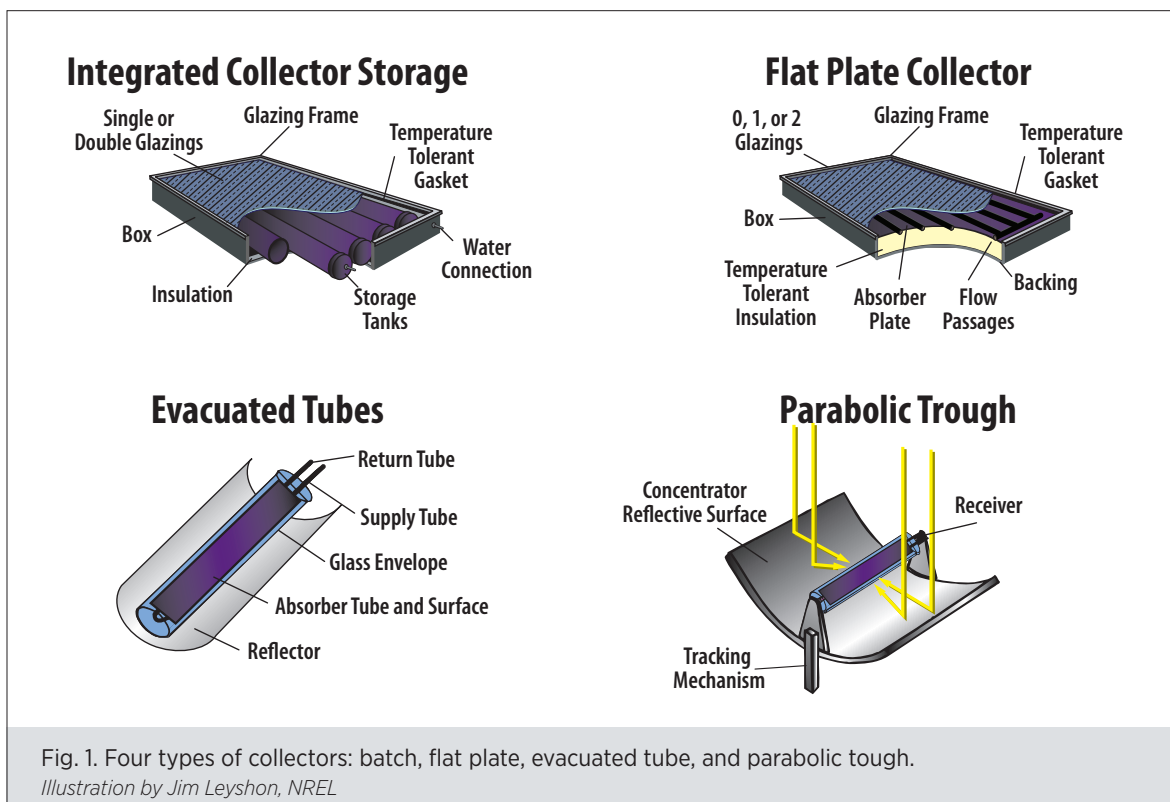 Integrated Collector Storage
Single or
Double Glazings
Glazing Frame
Temperature
Tolerant
Gasket
Box
Water
Connection
Insulation
Storage
Tanks
Flat Plate Collector
0, 1, or 2
Glazings
Glazing Frame
Temperature
Tolerant
Gasket
Box
Temperature
Tolerant
Insulation
Absorber
Plate
Flow
Passages
Backing
Evacuated Tubes
Return Tube
Supply Tube
Glass Envelope
Absorber Tube and Surface
Reflector
Parabolic Trough
Concentrator
Reflective Surface
Receiver
Tracking
Mechanism
Fig. 1. Four types of collectors: batch, flat plate, evacuated tube, and parabolic tough.
Illustration by Jim Leyshon, NREL